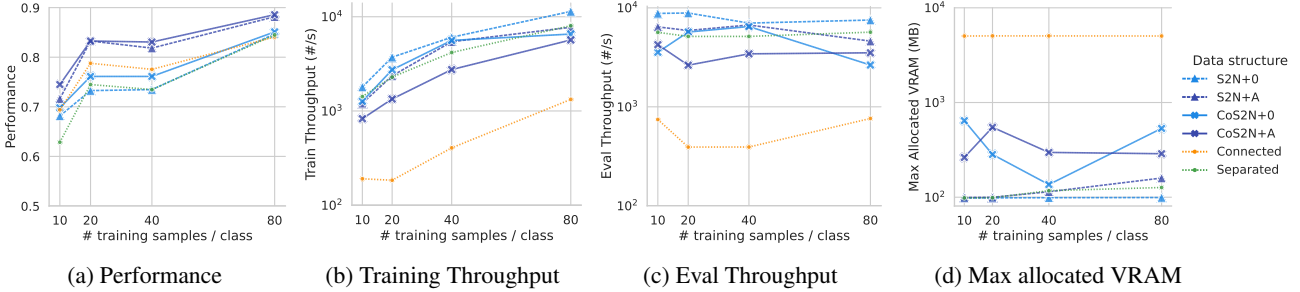 0.9
0.8
0.7
0.6
0.5
Performance
10 20 40 80
# training samples / class
(a) Performance
10^4
10^3
10^2
Train Throughput (#/s)
10 20 40 80
# training samples / class
(b) Training Throughput
10^4
10^3
10^2
Eval Throughput (#/s)
10 20 40 80
# training samples / class
(c) Eval Throughput
10^4
10^3
10^2
Max Allocated VRAM (MB)
10 20 40 80
# training samples / class
(d) Max allocated VRAM
Data structure
S2N+0
S2N+A
CoS2N+0
CoS2N+A
Connected
Separated